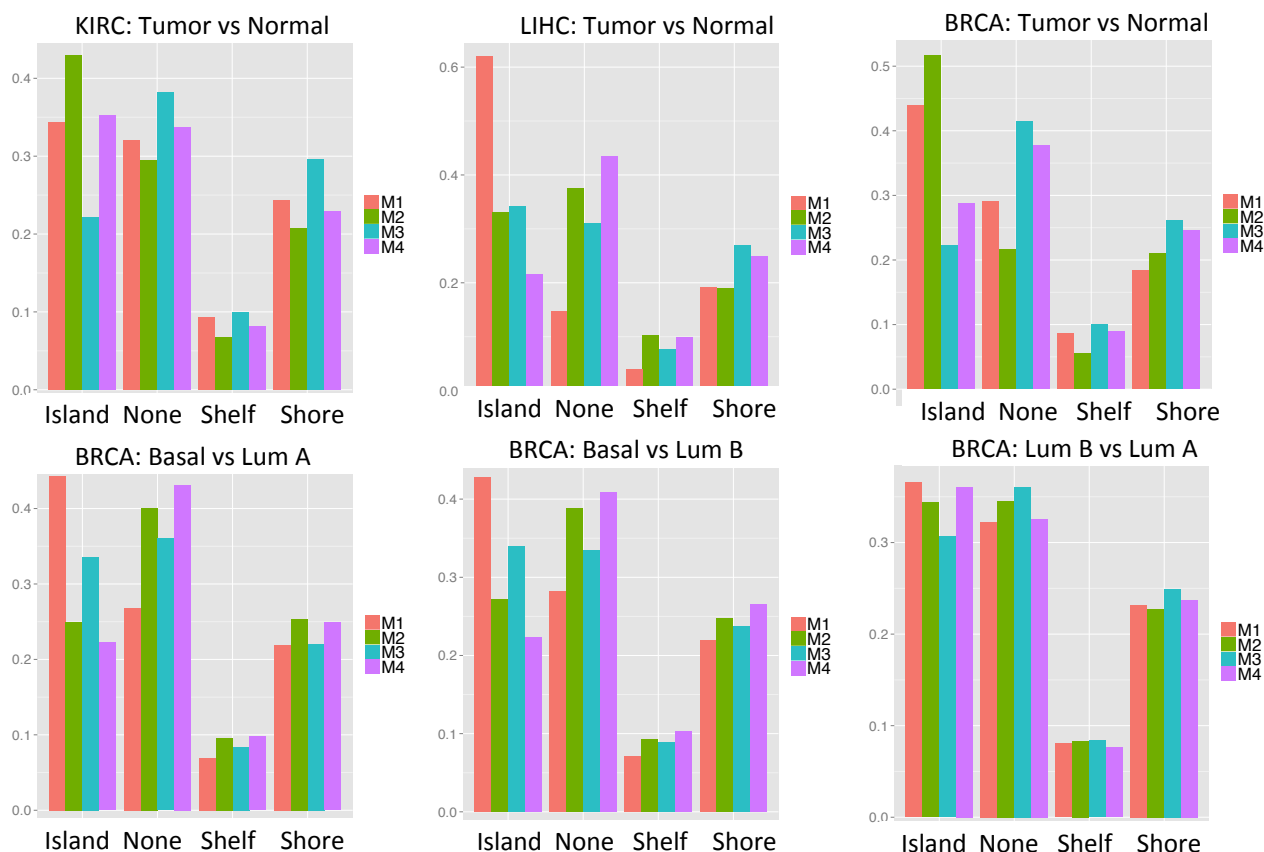 KIRC: Tumor vs Normal
0.4
0.3
0.2
0.1
0.0
Island None Shelf Shore
M1
M2
M3
M4
LIHC: Tumor vs Normal
0.6
0.4
0.2
0.0
Island None Shelf Shore
M1
M2
M3
M4
BRCA: Tumor vs Normal
0.5
0.4
0.3
0.2
0.1
0.0
Island None Shelf Shore
M1
M2
M3
M4
BRCA: Basal vs Lum A
0.4
0.3
0.2
0.1
0.0
Island None Shelf Shore
M1
M2
M3
M4
BRCA: Basal vs Lum B
0.4
0.3
0.2
0.1
0.0
Island None Shelf Shore
M1
M2
M3
M4
BRCA: Lum B vs Lum A
0.3
0.2
0.1
0.0
Island None Shelf Shore
M1
M2
M3
M4